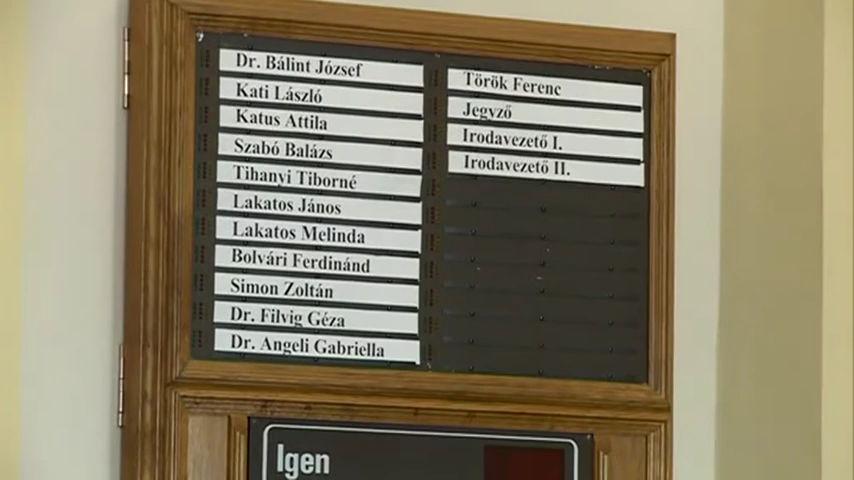 Dr. Bálint József
Kati László
Katus Attila
Szabó Balázs
Tihanyi Tiborné
Lakatos János
Lakatos Melinda
Bolvári Ferdinánd
Simon Zoltán
Dr. Filvig Géza
Dr. Angeli Gabriella
Török Ferenc
Jegyző
Irodavezető I.
Irodavezető II.
Igen